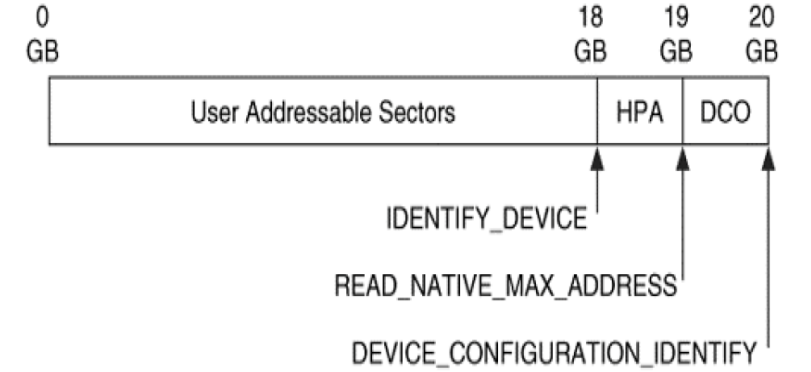 0 18 19 20
GB GB GB GB
User Addressable Sectors HPA DCO
IDENTIFY_DEVICE
READ_NATIVE_MAX_ADDRESS
DEVICE_CONFIGURATION_IDENTIFY